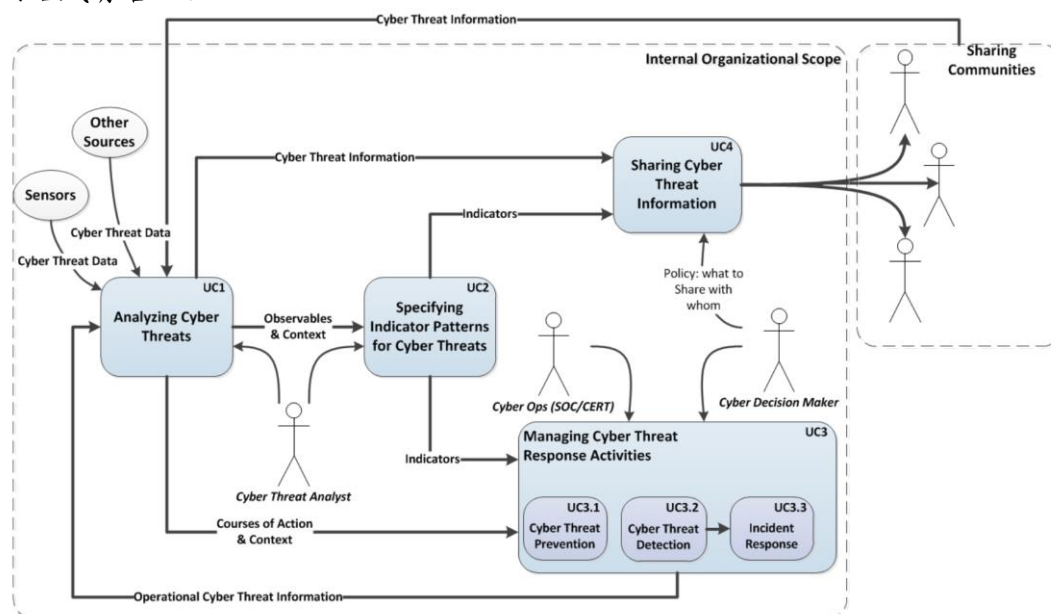 Cyber Threat Information
Internal Organizational Scope
Sharing
Communities
Other
Sources
Sensors
Cyber Threat Data
Cyber Threat Data
Cyber Threat Information
UC4
Sharing Cyber
Threat
Information
Indicators
Policy: what to
Share with
whom
UC1
Analyzing Cyber
Threats
Observables
& Context
UC2
Specifying
Indicator Patterns
for Cyber Threats
Cyber Threat Analyst
Cyber Ops (SOC/CERT)
Cyber Decision Maker
Indicators
UC3
Managing Cyber Threat
Response Activities
UC3.1
Cyber Threat
Prevention
UC3.2
Cyber Threat
Detection
UC3.3
Incident
Response
Courses of Action
& Context
Operational Cyber Threat Information